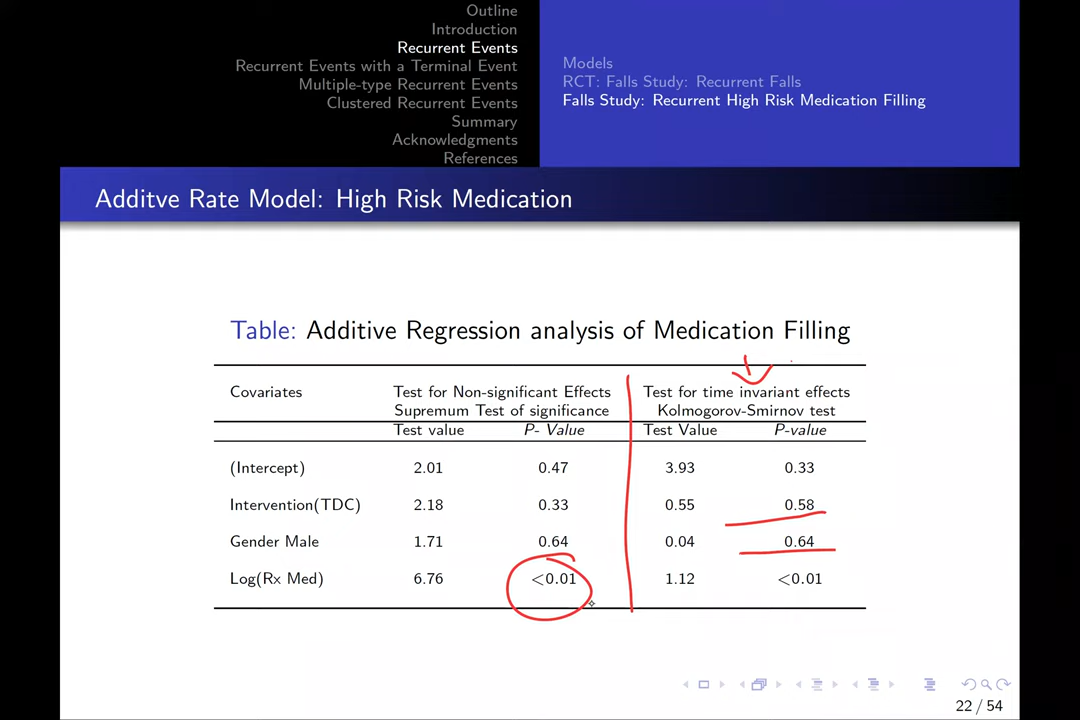 Outline
Introduction
Recurrent Events
Recurrent Events with a Terminal Event
Multiple-type Recurrent Events
Clustered Recurrent Events
Summary
Acknowledgments
References
Models
RCT: Falls Study: Recurrent Falls
Falls Study: Recurrent High Risk Medication Filling
Additve Rate Model: High Risk Medication
Table: Additive Regression analysis of Medication Filling
Covariates Test for Non-significant Effects Test for time invariant effects
Supremum Test of significance Kolmogorov-Smirnov test
Test value P- Value Test Value P-value
(Intercept) 2.01 0.47 3.93 0.33
Intervention(TDC) 2.18 0.33 0.55 0.58
Gender Male 1.71 0.64 0.04 0.64
Log(Rx Med) 6.76 <0.01 1.12 <0.01
22 / 54